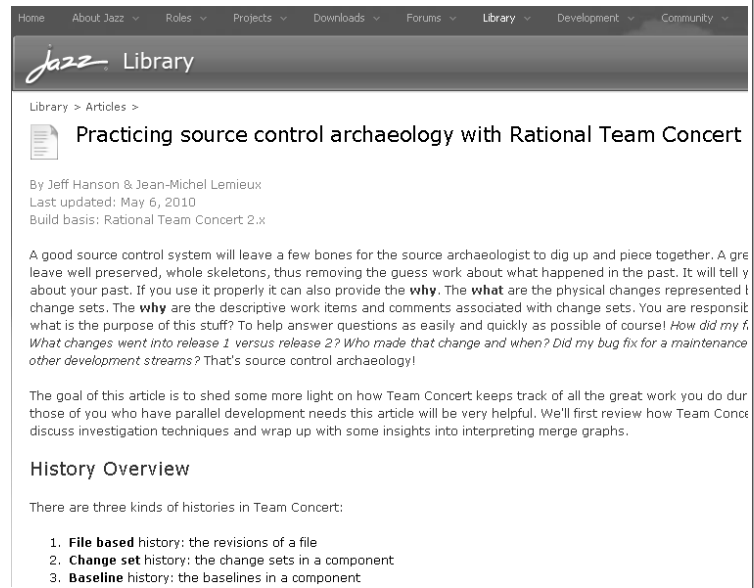 Home About Jazz Roles Projects Downloads Forums Library Development Community
jazz Library
Library > Articles >
Practicing source control archaeology with Rational Team Concert
By Jeff Hanson & Jean-Michel Lemieux
Last updated: May 6, 2010
Build basis: Rational Team Concert 2.x
A good source control system will leave a few bones for the source archaeologist to dig up and piece together. A gre
leave well preserved, whole skeletons, thus removing the guess work about what happened in the past. It will tell y
about your past. If you use it properly it can also provide the why. The what are the physical changes represented
change sets. The why are the descriptive work items and comments associated with change sets. You are responsib
what is the purpose of this stuff? To help answer questions as easily and quickly as possible of course! How did my f
What changes went into release 1 versus release 2? Who made that change and when? Did my bug fix for a maintenance
other development streams? That's source control archaeology!
The goal of this article is to shed some more light on how Team Concert keeps track of all the great work you do dur
those of you who have parallel development needs this article will be very helpful. We'll first review how Team Conce
discuss investigation techniques and wrap up with some insights into interpreting merge graphs.
History Overview
There are three kinds of histories in Team Concert:
1. File based history: the revisions of a file
2. Change set history: the change sets in a component
3. Baseline history: the baselines in a component